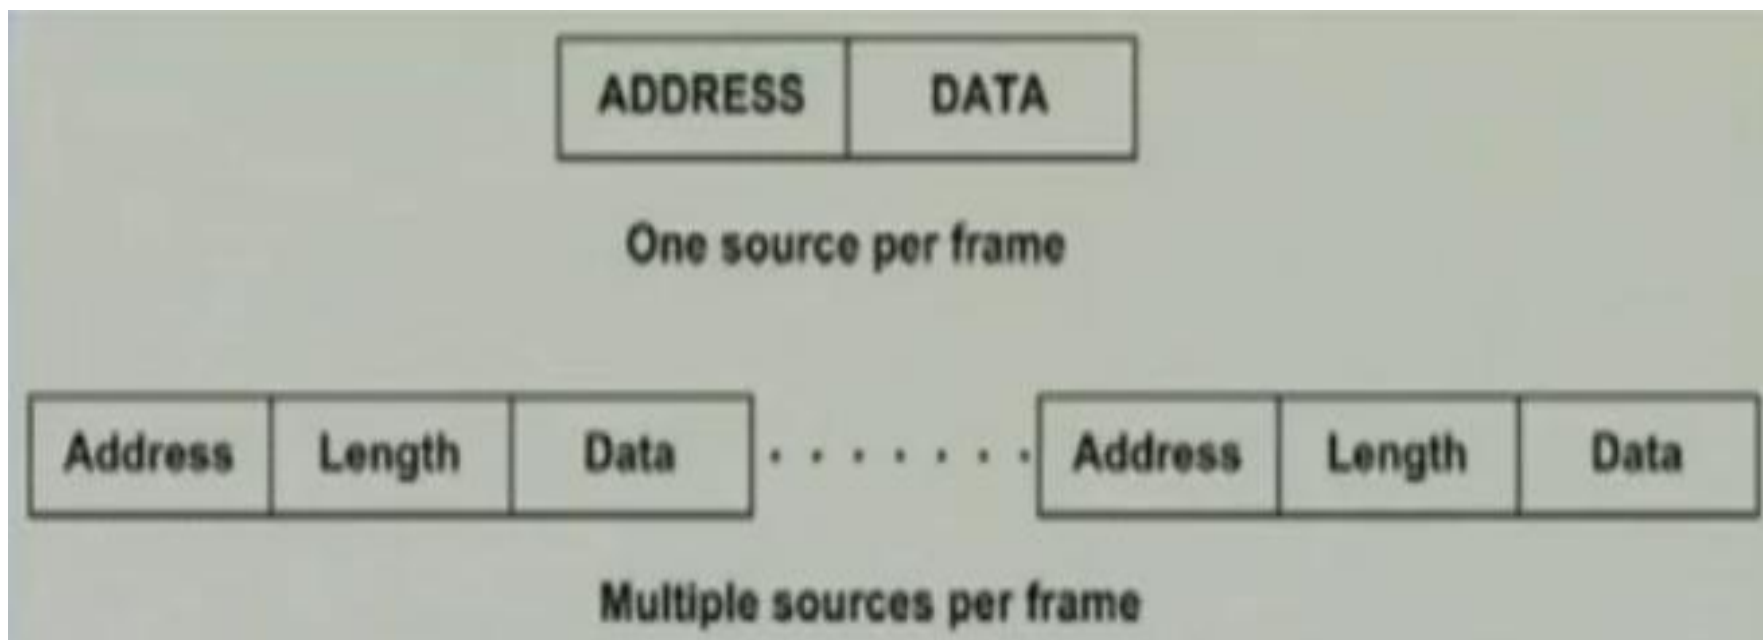 ADDRESS DATA
One source per frame
Address Length Data . . . . . . . Address Length Data
Multiple sources per frame